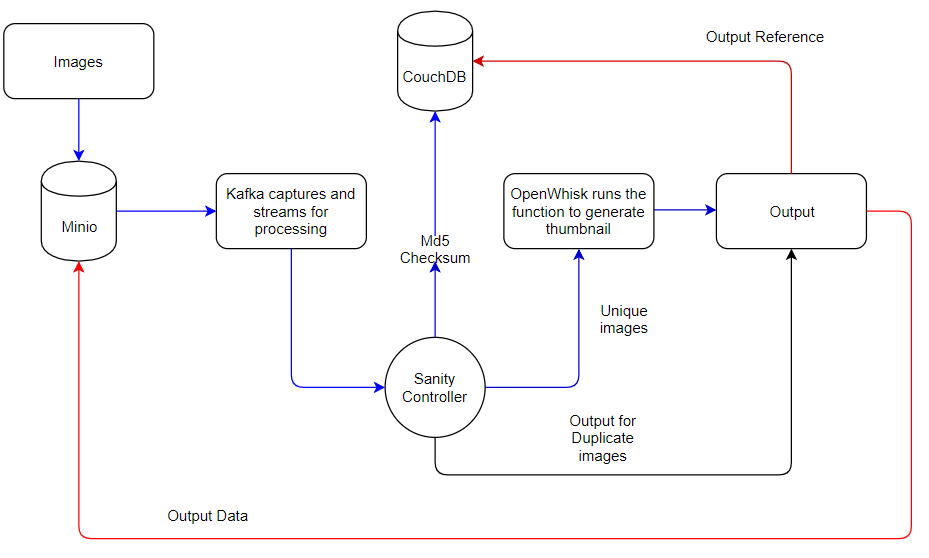 Images
CouchDB
Output Reference
Minio
Kafka captures and
streams for
processing
Md5
Checksum
OpenWhisk runs the
function to generate
thumbnail
Output
Unique
images
Sanity
Controller
Output for
Duplicate
images
Output Data